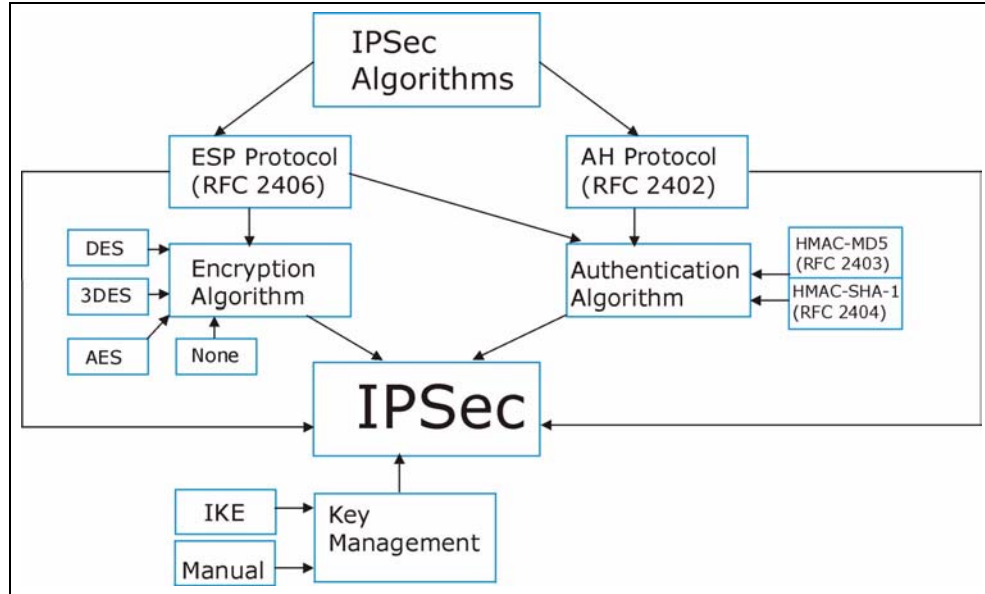 IPSec
Algorithms
ESP Protocol
(RFC 2406)
AH Protocol
(RFC 2402)
DES
3DES
AES
None
Encryption
Algorithm
Authentication
Algorithm
HMAC-MD5
(RFC 2403)
HMAC-SHA-1
(RFC 2404)
IPSec
IKE
Manual
Key
Management